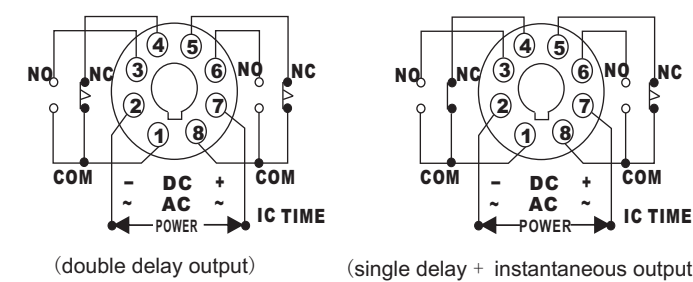 4 5
3 6
NO NC NO NC
2 7
1 8
COM COM
− DC +
~ AC ~
POWER IC TIME
(double delay output)
4 5
3 6
NO NC NO NC
2 7
1 8
COM COM
− DC +
~ AC ~
POWER IC TIME
(single delay + instantaneous output